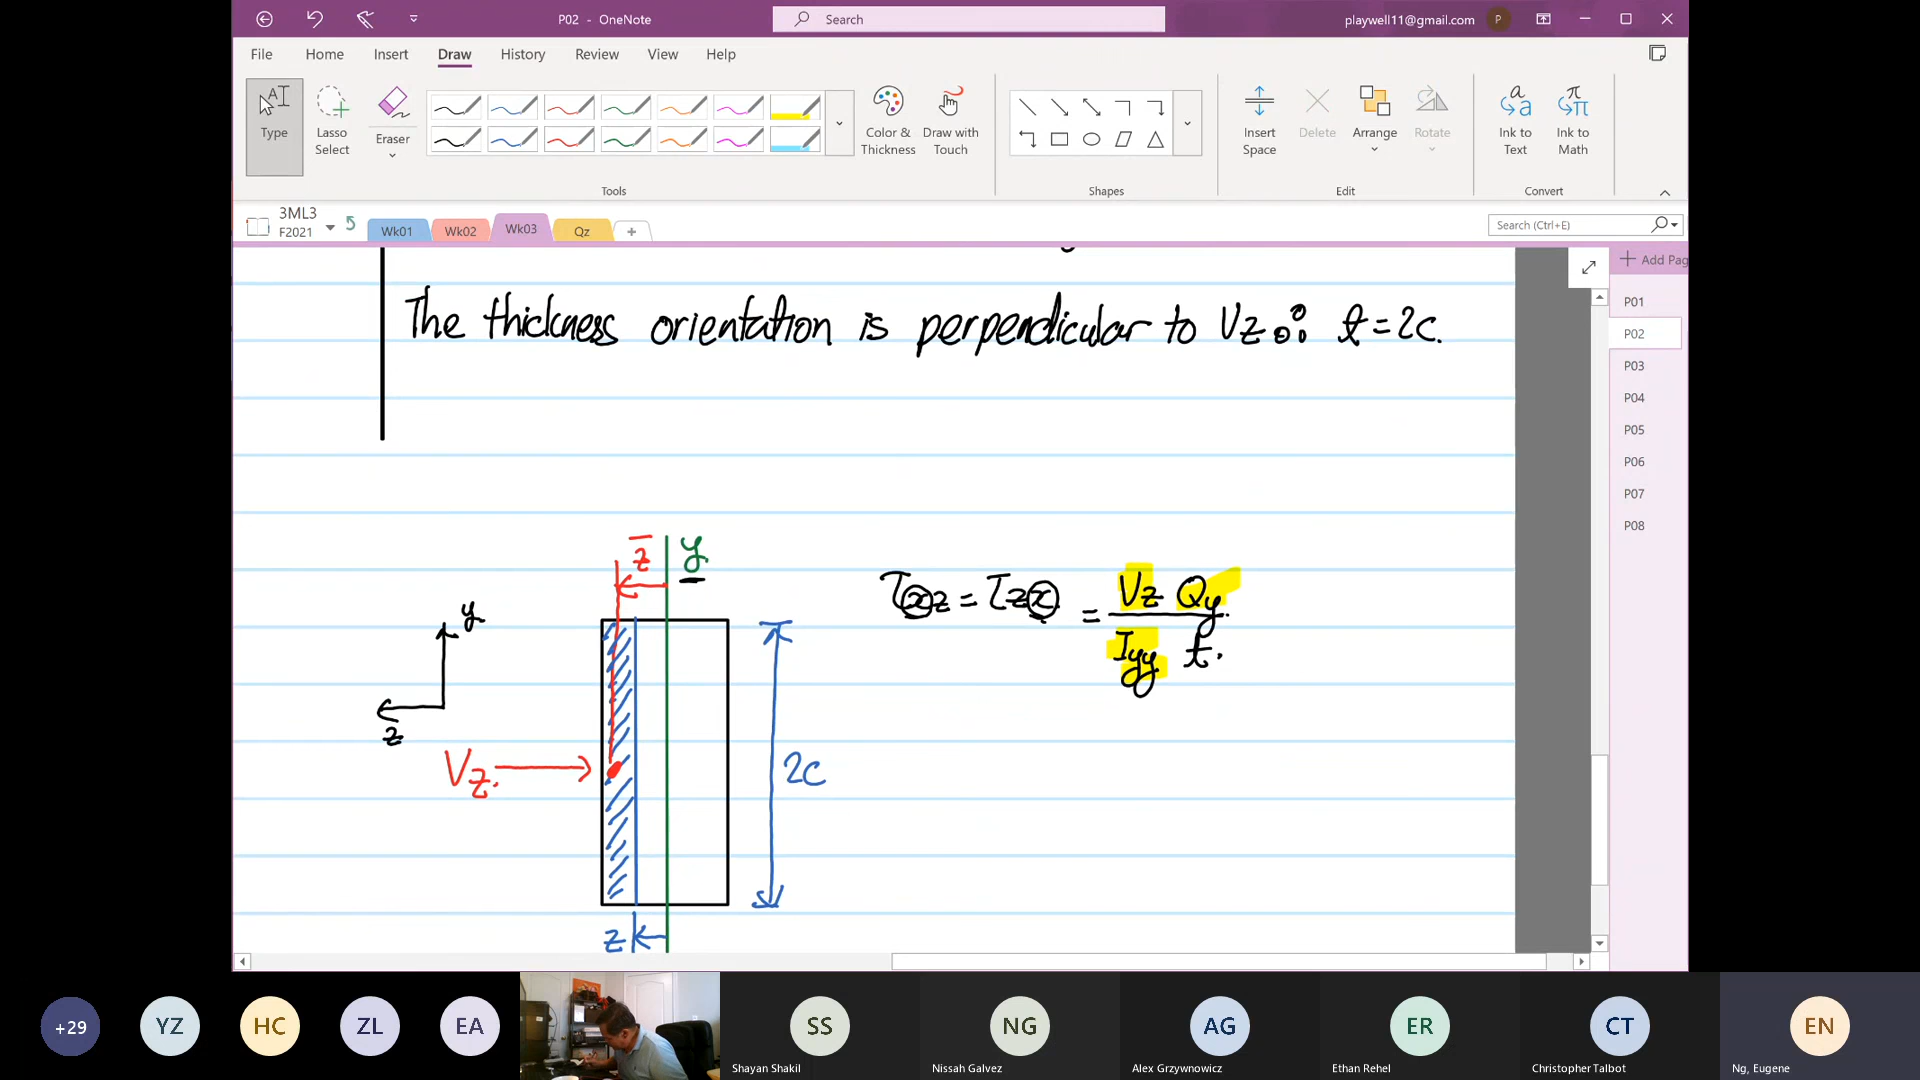 P02 - OneNote
Search
playwell11@gmail.com
P
File
Home
Insert
Draw
History
Review
View
Help
Type
Lasso Select
Eraser
Color & Thickness
Draw with Touch
Insert Space
Delete
Arrange
Rotate
Ink to Text
Ink to Math
Tools
Shapes
Edit
Convert
3ML3
F2021
Wk01
Wk02
Wk03
Qz
+
Search (Ctrl+E)
Add Pag
P01
P02
P03
P04
P05
P06
P07
P08
The thickness orientation is perpendicular to Vz ∴ t = 2c.
z̄
y
y
z
Vz.
2c
z
τxz = τzx = Vz Qy / Iyy t.
+29
YZ
HC
ZL
EA
SS
Shayan Shakil
NG
Nissah Galvez
AG
Alex Grzywnowicz
ER
Ethan Rehel
CT
Christopher Talbot
EN
Ng, Eugene